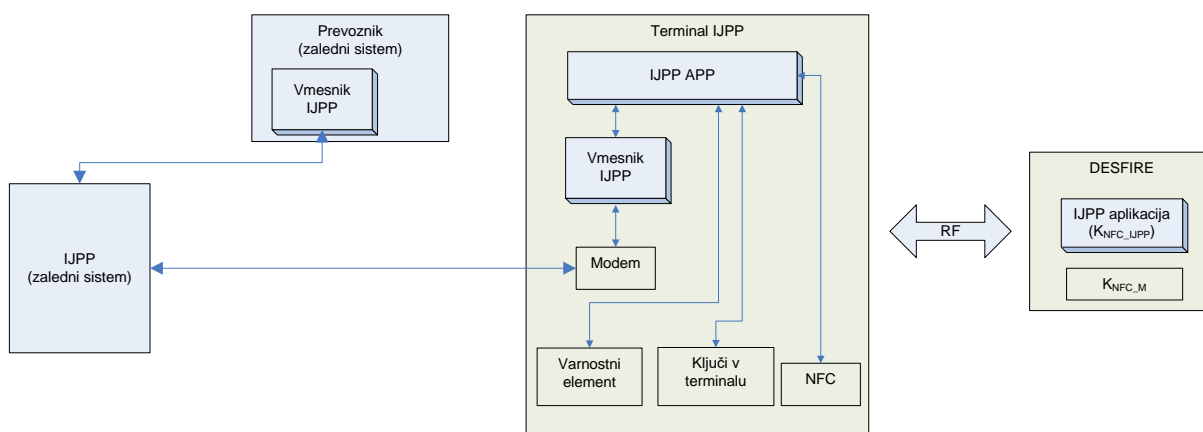 Prevoznik
(zaledni sistem)
Vmesnik
IJPP
IJPP
(zaledni sistem)
Terminal IJPP
IJPP APP
Vmesnik
IJPP
Modem
Varnostni
element
Ključi v
terminalu
NFC
RF
DESFIRE
IJPP aplikacija
(KNFC_IJPP)
KNFC_M